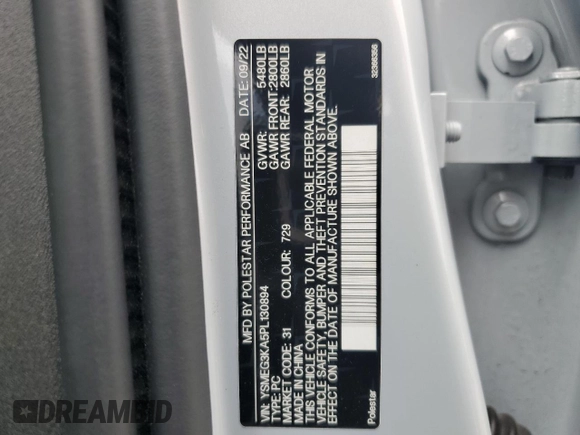 MFD BY POLESTAR PERFORMANCE AB DATE: 09/22
GVWR: 5480LB
GAWR FRONT: 2800LB
GAWR REAR: 2860LB
VIN: YSMEG3KA5PL130894
TYPE: PC
MARKET CODE: 31 COLOUR: 729
THIS VEHICLE CONFORMS TO ALL APPLICABLE FEDERAL MOTOR
VEHICLE SAFETY, BUMPER AND THEFT PREVENTION STANDARDS IN
EFFECT ON THE DATE OF MANUFACTURE SHOWN ABOVE.
MADE IN CHINA
Polestar 32386356
DREAMBID